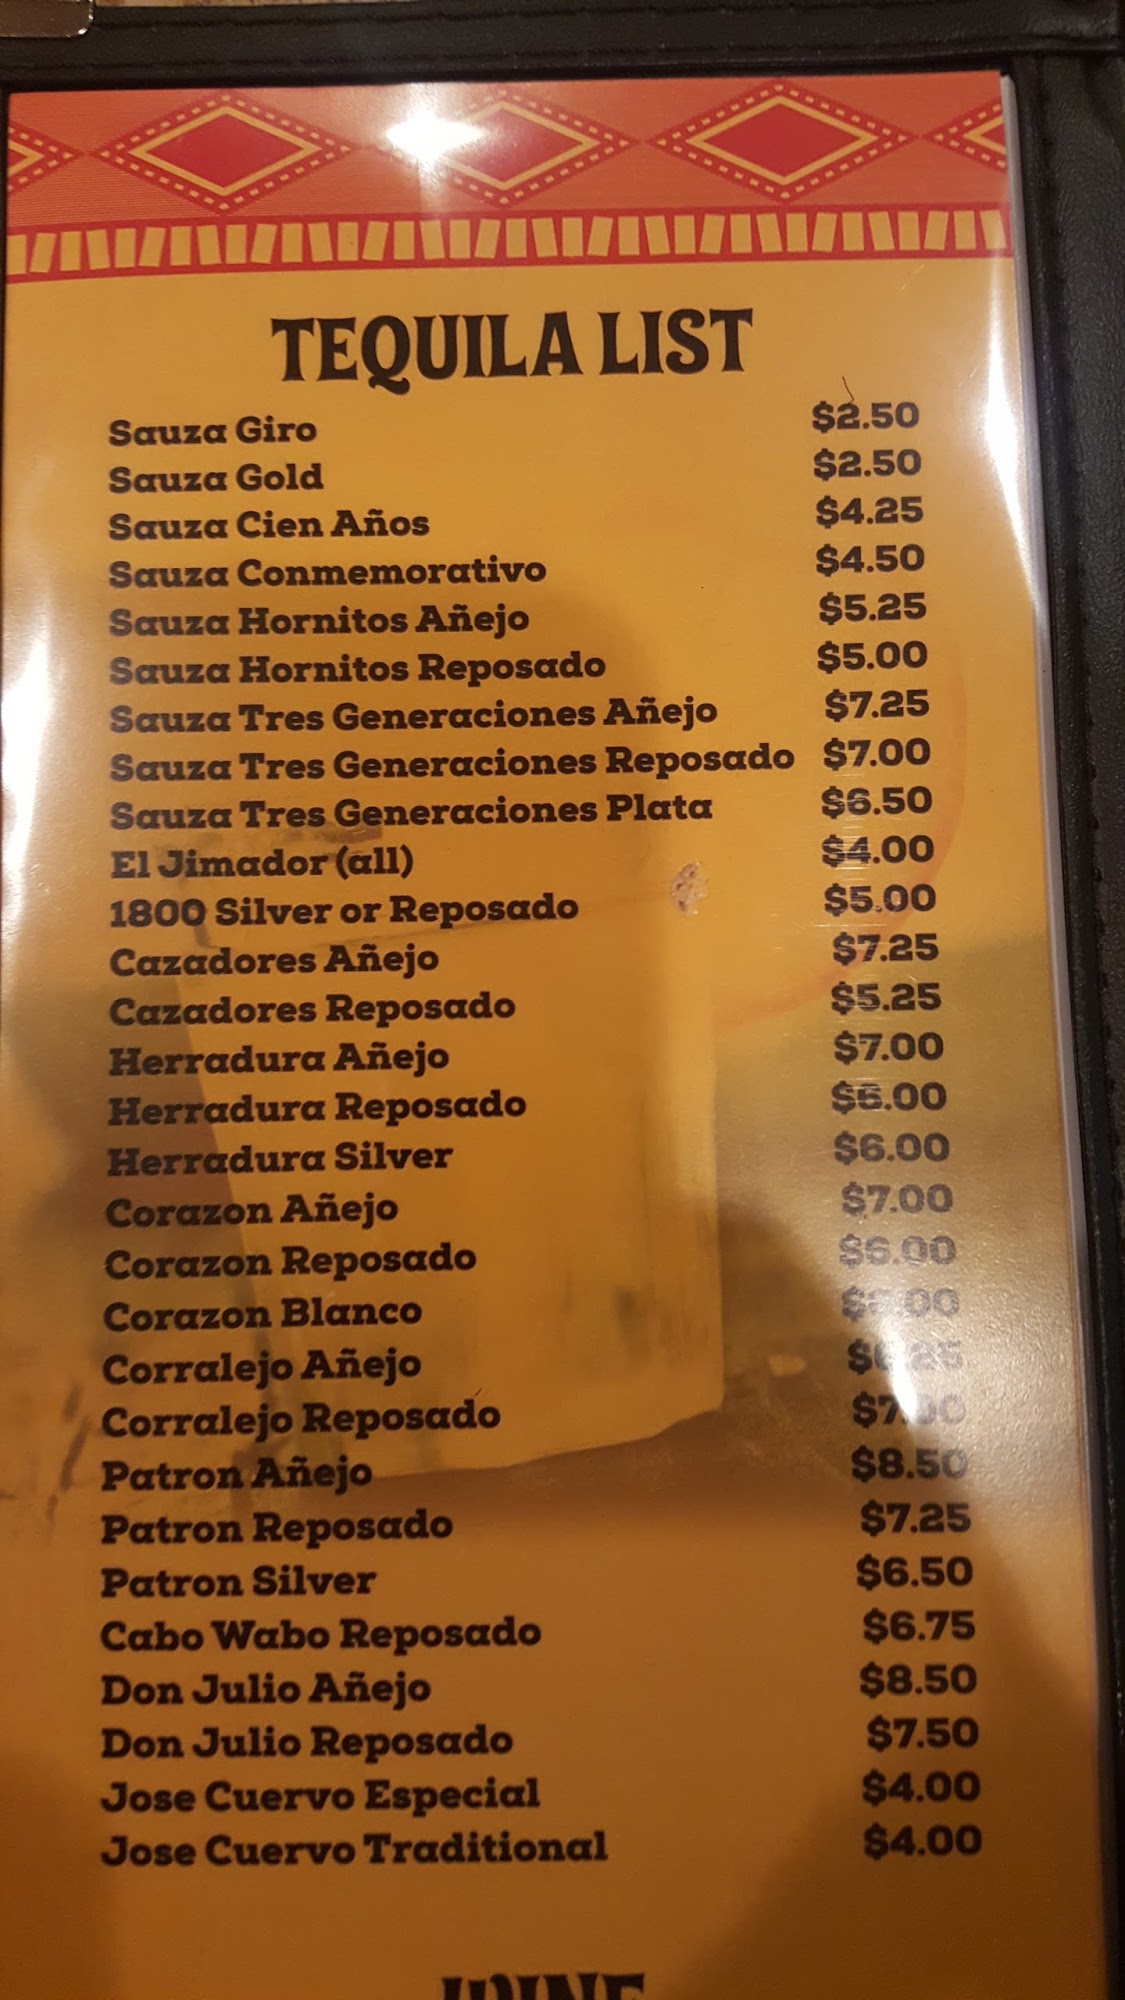 TEQUILA LIST
Sauza Giro $2.50
Sauza Gold $2.50
Sauza Cien Años $4.25
Sauza Conmemorativo $4.50
Sauza Hornitos Añejo $5.25
Sauza Hornitos Reposado $5.00
Sauza Tres Generaciones Añejo $7.25
Sauza Tres Generaciones Reposado $7.00
Sauza Tres Generaciones Plata $6.50
El Jimador (all) $4.00
1800 Silver or Reposado $5.00
Cazadores Añejo $7.25
Cazadores Reposado $5.25
Herradura Añejo $7.00
Herradura Reposado $6.00
Herradura Silver $6.00
Corazon Añejo $7.00
Corazon Reposado $6.00
Corazon Blanco
Corralejo Añejo
Corralejo Reposado
Patron Añejo $8.50
Patron Reposado $7.25
Patron Silver $6.50
Cabo Wabo Reposado $6.75
Don Julio Añejo $8.50
Don Julio Reposado $7.50
Jose Cuervo Especial $4.00
Jose Cuervo Traditional $4.00
WINE